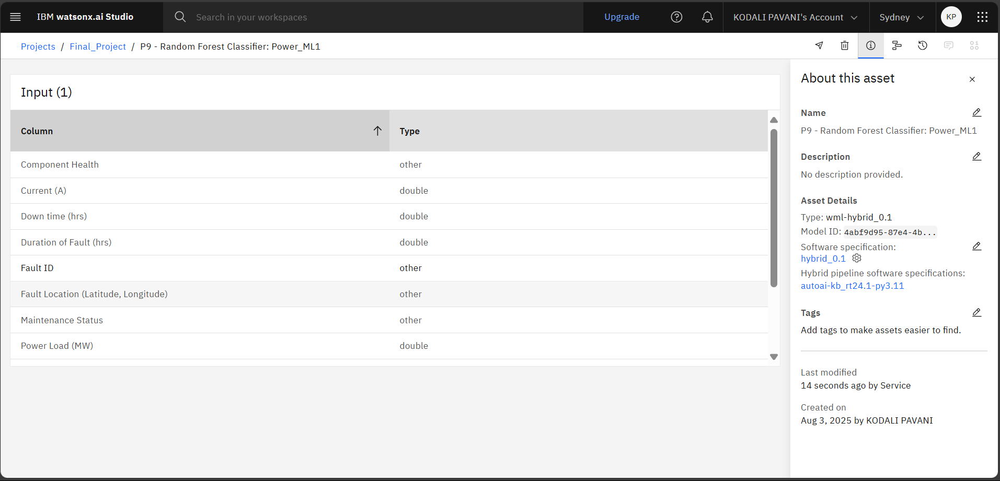 IBM watsonx.ai Studio
Search in your workspaces
Upgrade
KODALI PAVANI's Account
Sydney
KP
Projects / Final_Project / P9 - Random Forest Classifier: Power_ML1
Input (1)
Column Type
Component Health other
Current (A) double
Down time (hrs) double
Duration of Fault (hrs) double
Fault ID other
Fault Location (Latitude, Longitude) other
Maintenance Status other
Power Load (MW) double
About this asset
Name
P9 - Random Forest Classifier: Power_ML1
Description
No description provided.
Asset Details
Type: wml-hybrid_0.1
Model ID: 4abf9d95-87e4-4b...
Software specification:
hybrid_0.1
Hybrid pipeline software specifications:
autoai-kb_rt24.1-py3.11
Tags
Add tags to make assets easier to find.
Last modified
14 seconds ago by Service
Created on
Aug 3, 2025 by KODALI PAVANI